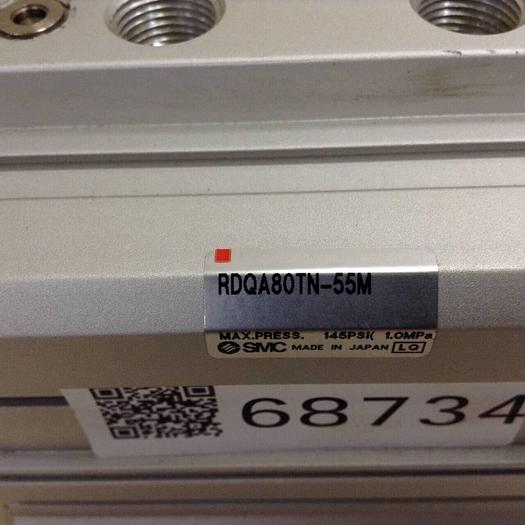 RDQA80TN-55M
MAX.PRESS. 145PSI( 1.0MPa
SMC MADE IN JAPAN LQ
68734